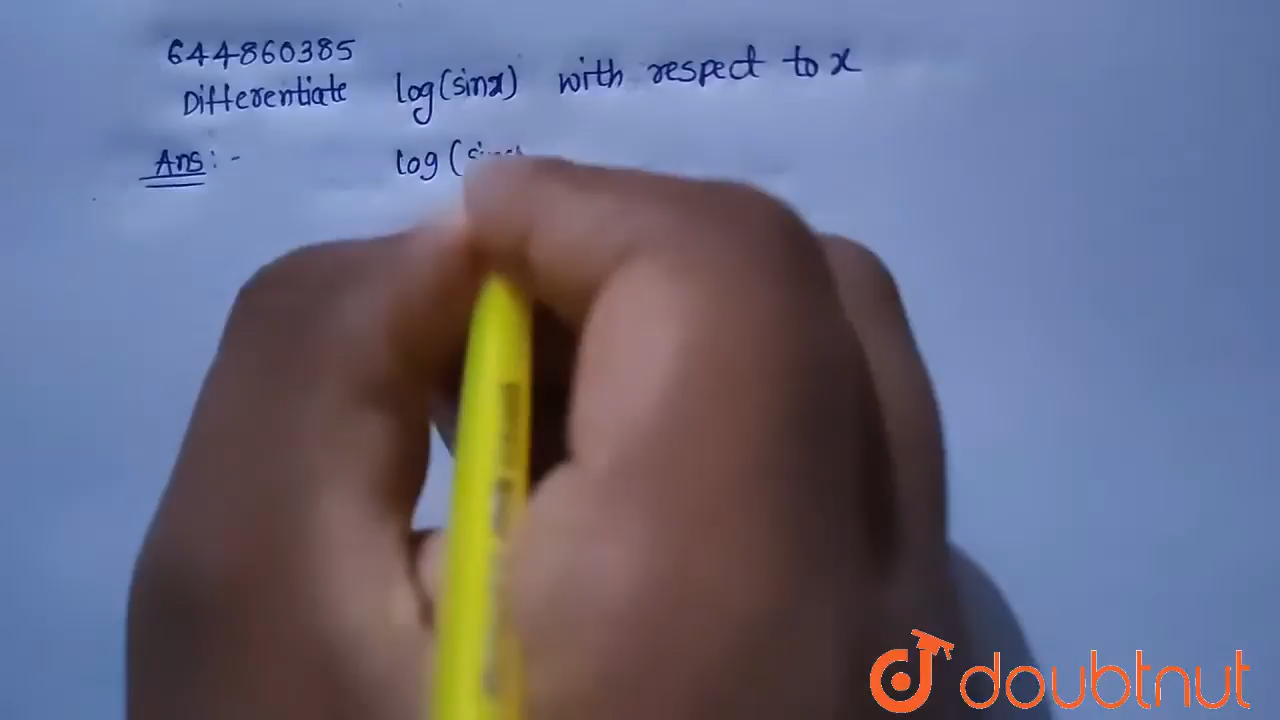 644860385
Differentiate log(sinx) with respect to x
Ans:- log(
doubtnut